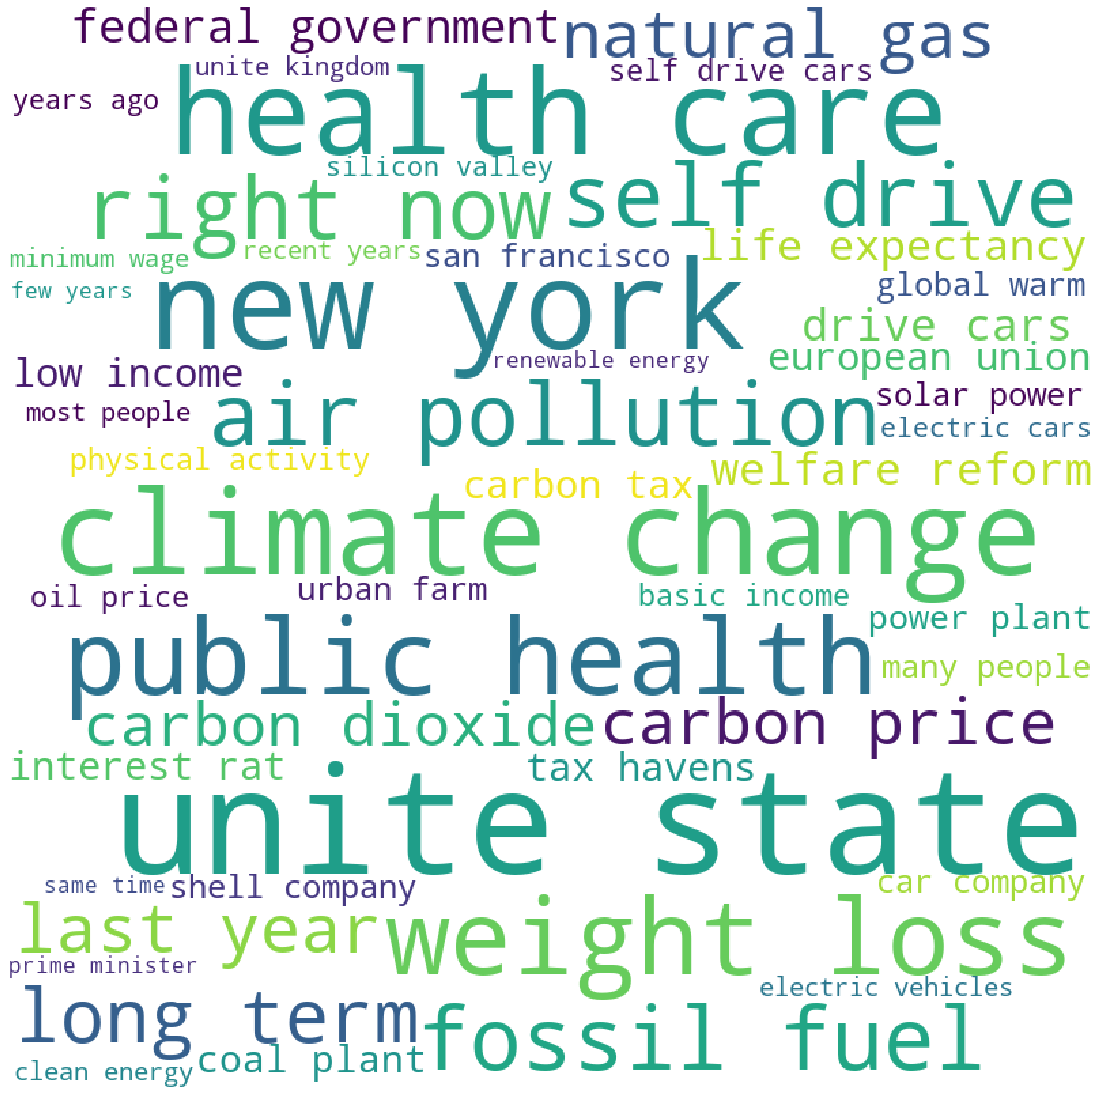 federal government
natural gas
unite kingdom
self drive cars
years ago
health care
silicon valley
right now
self drive
minimum wage
recent years
san francisco
life expectancy
few years
new york
global warm
drive cars
renewable energy
european union
low income
most people
air pollution
solar power
electric cars
physical activity
carbon tax
welfare reform
climate change
oil price
urban farm
basic income
power plant
public health
many people
carbon dioxide
carbon price
interest rat
tax havens
unite state
same time
shell company
car company
last year
weight loss
prime minister
long term
electric vehicles
fossil fuel
clean energy
coal plant